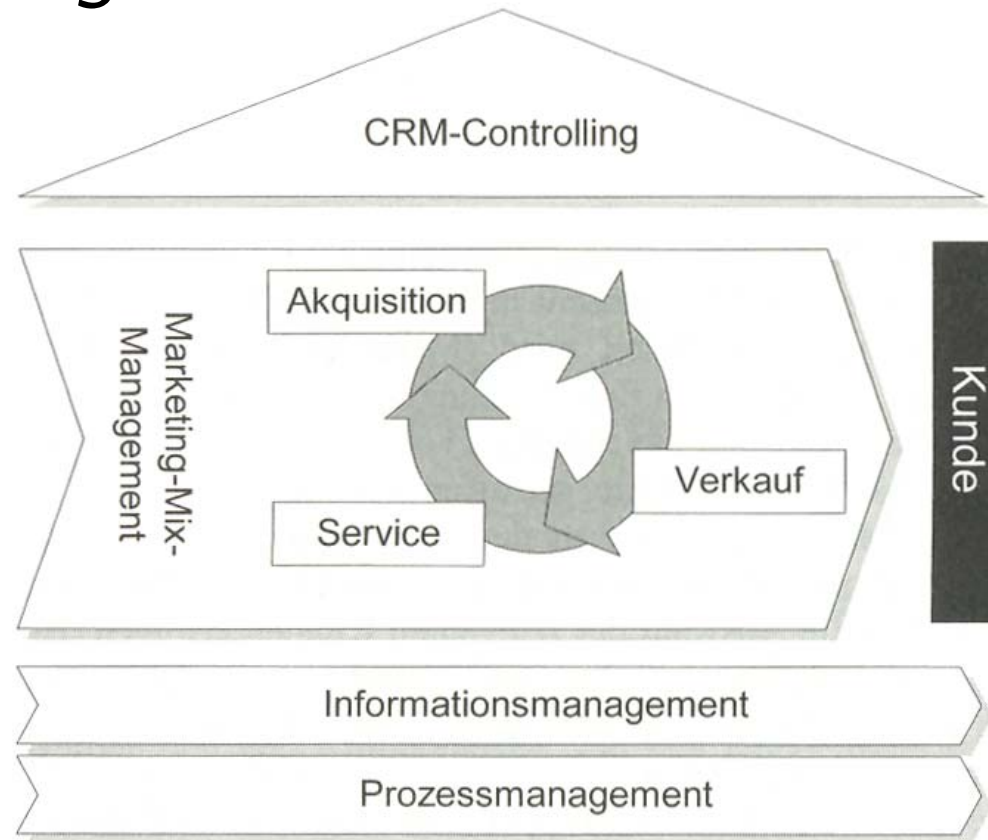 CRM-Controlling
Akquisition
Marketing-Mix-
Management
Kunde
Verkauf
Service
Informationsmanagement
Prozessmanagement